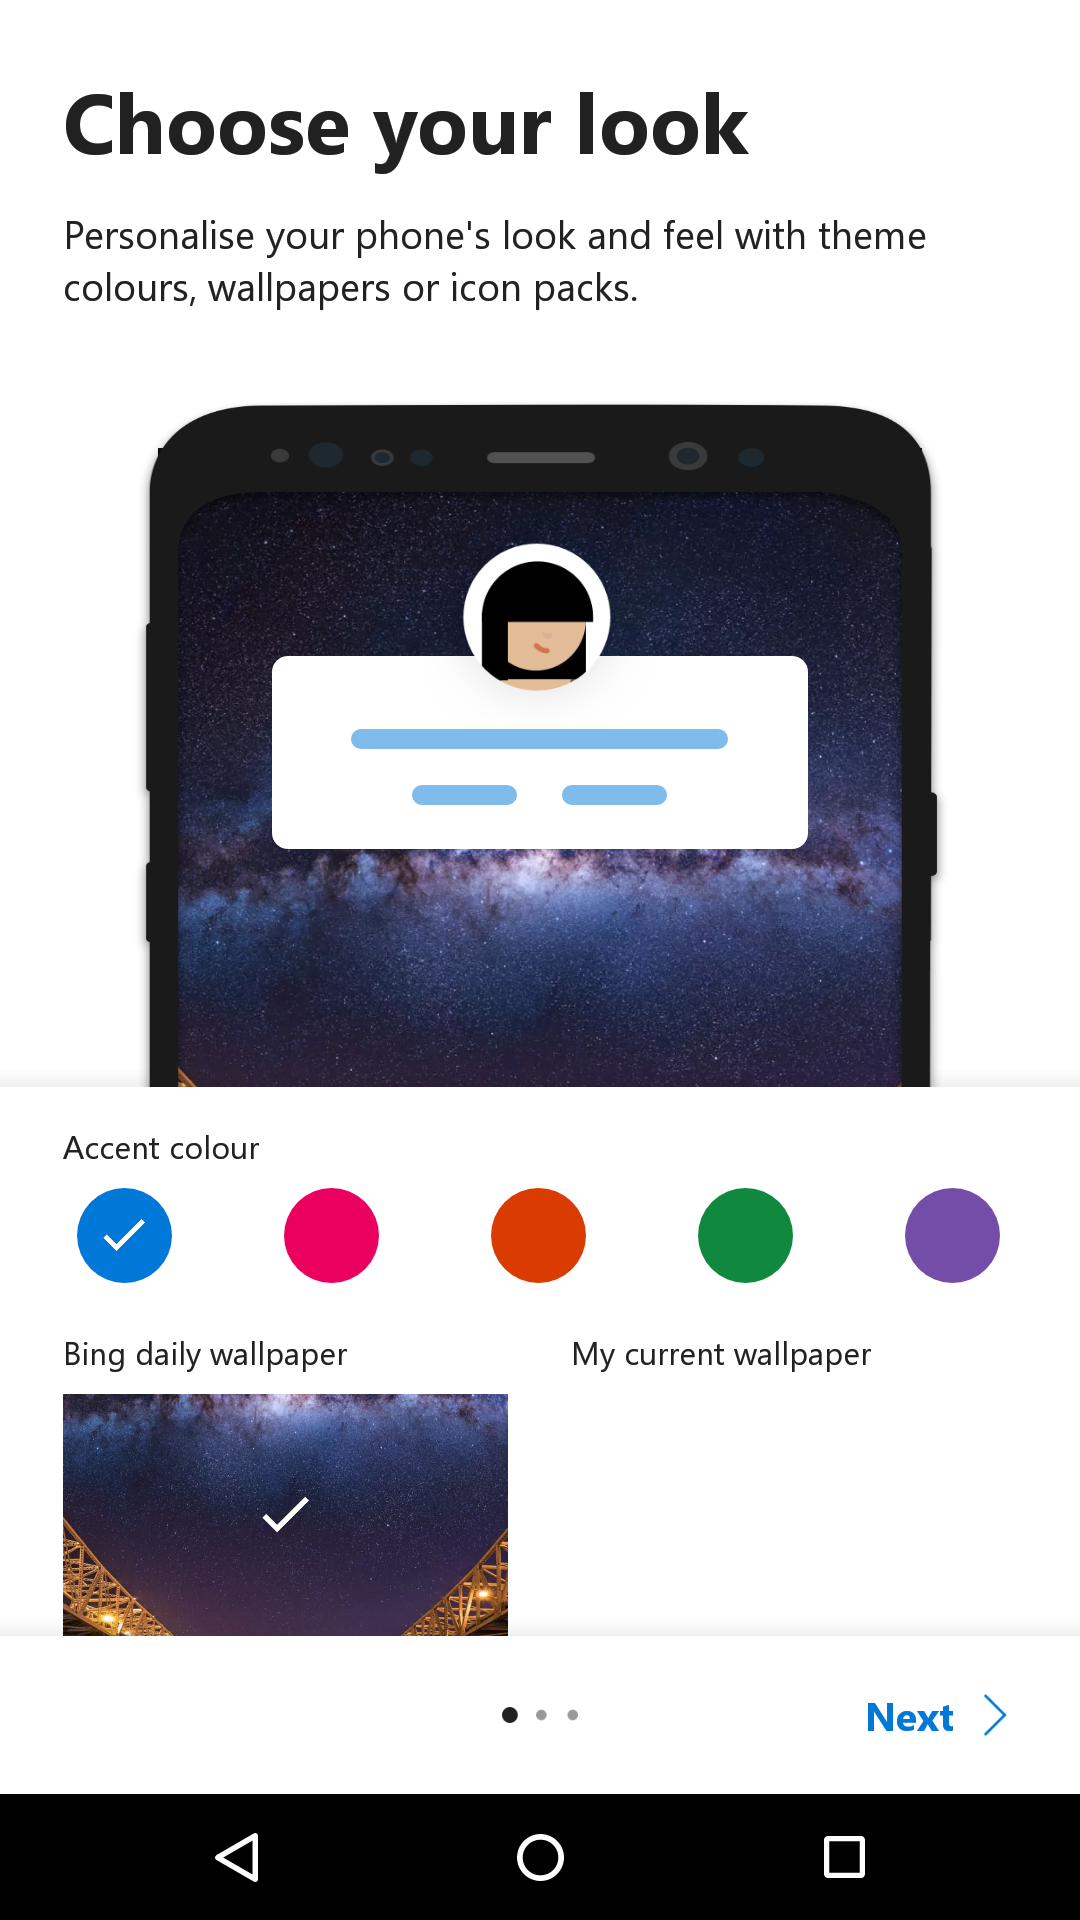 Choose your look
Personalise your phone's look and feel with theme
colours, wallpapers or icon packs.
Accent colour
Bing daily wallpaper
My current wallpaper
Next